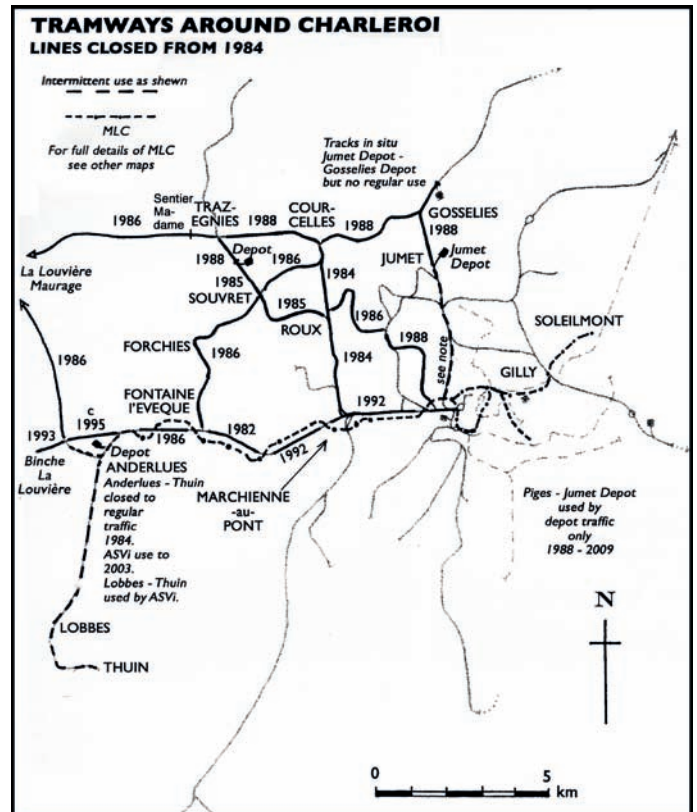 TRAMWAYS AROUND CHARLEROI
LINES CLOSED FROM 1984
Intermittent use as shewn
MLC
For full details of MLC
see other maps
Tracks in situ
Jumet Depot -
Gosselies Depot
but no regular use
Sentier
Ma-
dame
TRAZ-
EGNIES
COUR-
CELLES
GOSSELIES
1986
1988
1988
1988
La Louvière
Maurage
1988
Depot
1986
1984
JUMET
Jumet
Depot
1985
SOUVRET
1985
ROUX
1986
1988
see note
SOLEILMONT
GILLY
FORCHIES
1986
1984
1986
FONTAINE
l'EVEQUE
1992
1993
c
1995
1986
1982
1992
Binche
La
Louvière
Depot
ANDERLUES
MARCHIENNE
-au-
PONT
Anderlues - Thuin
closed to
regular
traffic
1984.
ASVi use to
2003.
Lobbes - Thuin
used by ASVi.
Piges - Jumet Depot
used by
depot traffic
only
1988 - 2009
LOBBES
THUIN
N
0
5
km